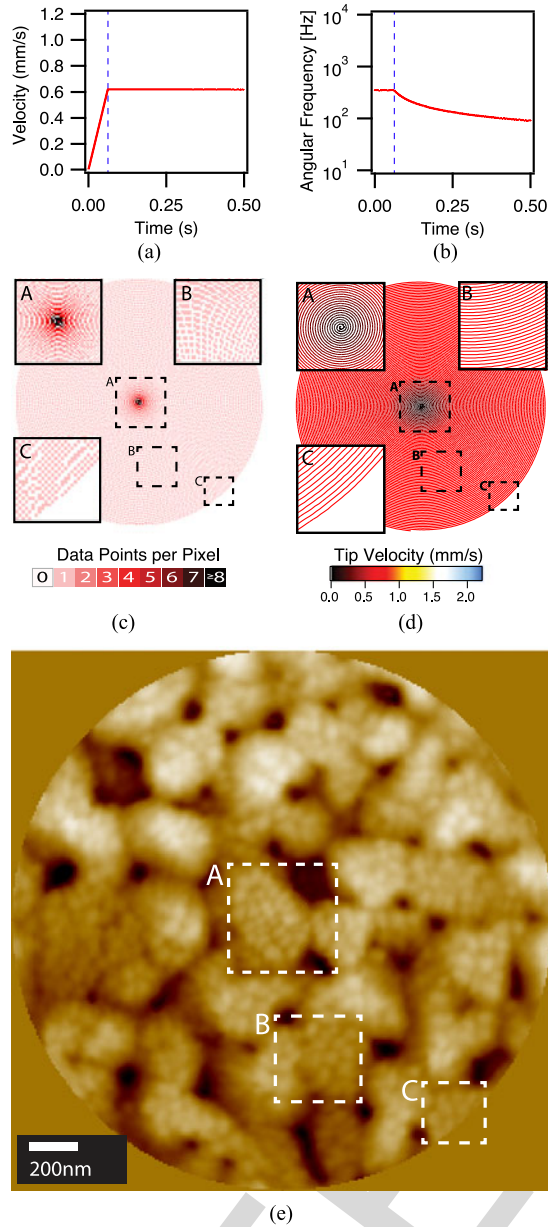 1.2
1.0
0.8
0.6
0.4
0.2
0.0
Velocity (mm/s)
0.00 0.25 0.50
Time (s)
(a)
10⁴
10³
10²
10¹
Angular Frequency [Hz]
0.00 0.25 0.50
Time (s)
(b)
A
B
C
A
B
C
Data Points per Pixel
0 1 2 3 4 5 6 7 ≥8
(c)
A
B
C
A
B
C
Tip Velocity (mm/s)
0.0 0.5 1.0 1.5 2.0
(d)
A
B
C
200nm
(e)